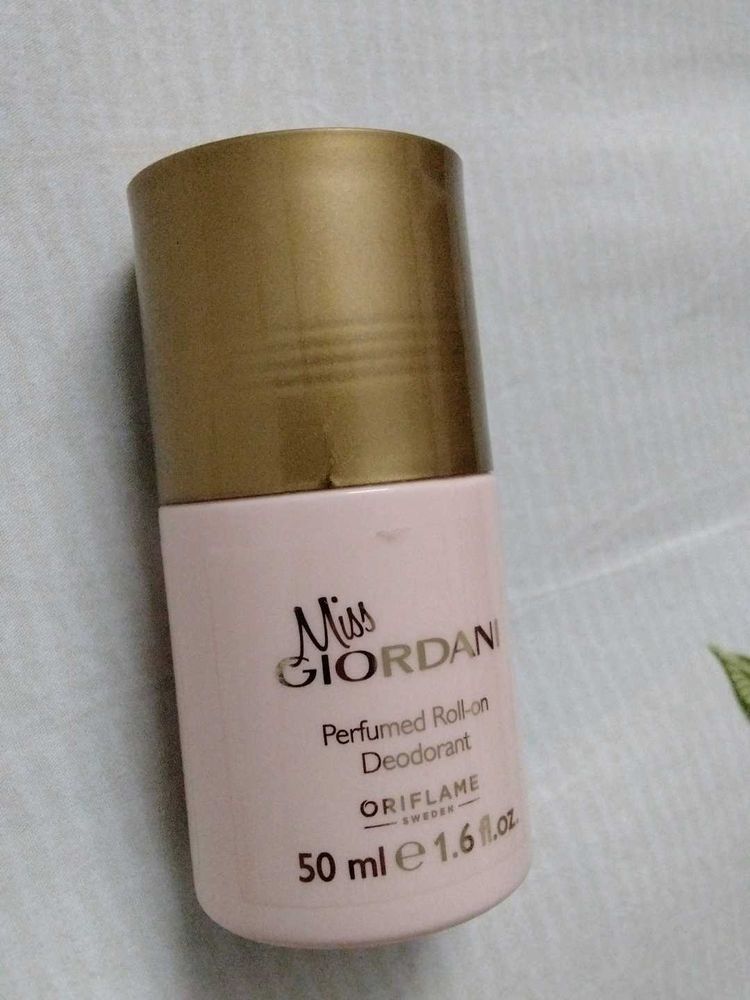 Miss
GIORDANI
Perfumed Roll-on
Deodorant
ORIFLAME
SWEDEN
50 ml e 1.6 fl.oz.